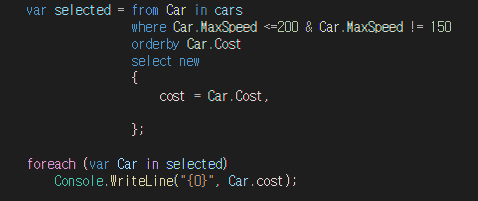 var selected = from Car in cars
where Car.MaxSpeed <=200 & Car.MaxSpeed != 150
orderby Car.Cost
select new
{
cost = Car.Cost,
};
foreach (var Car in selected)
Console.WriteLine("{0}", Car.cost);